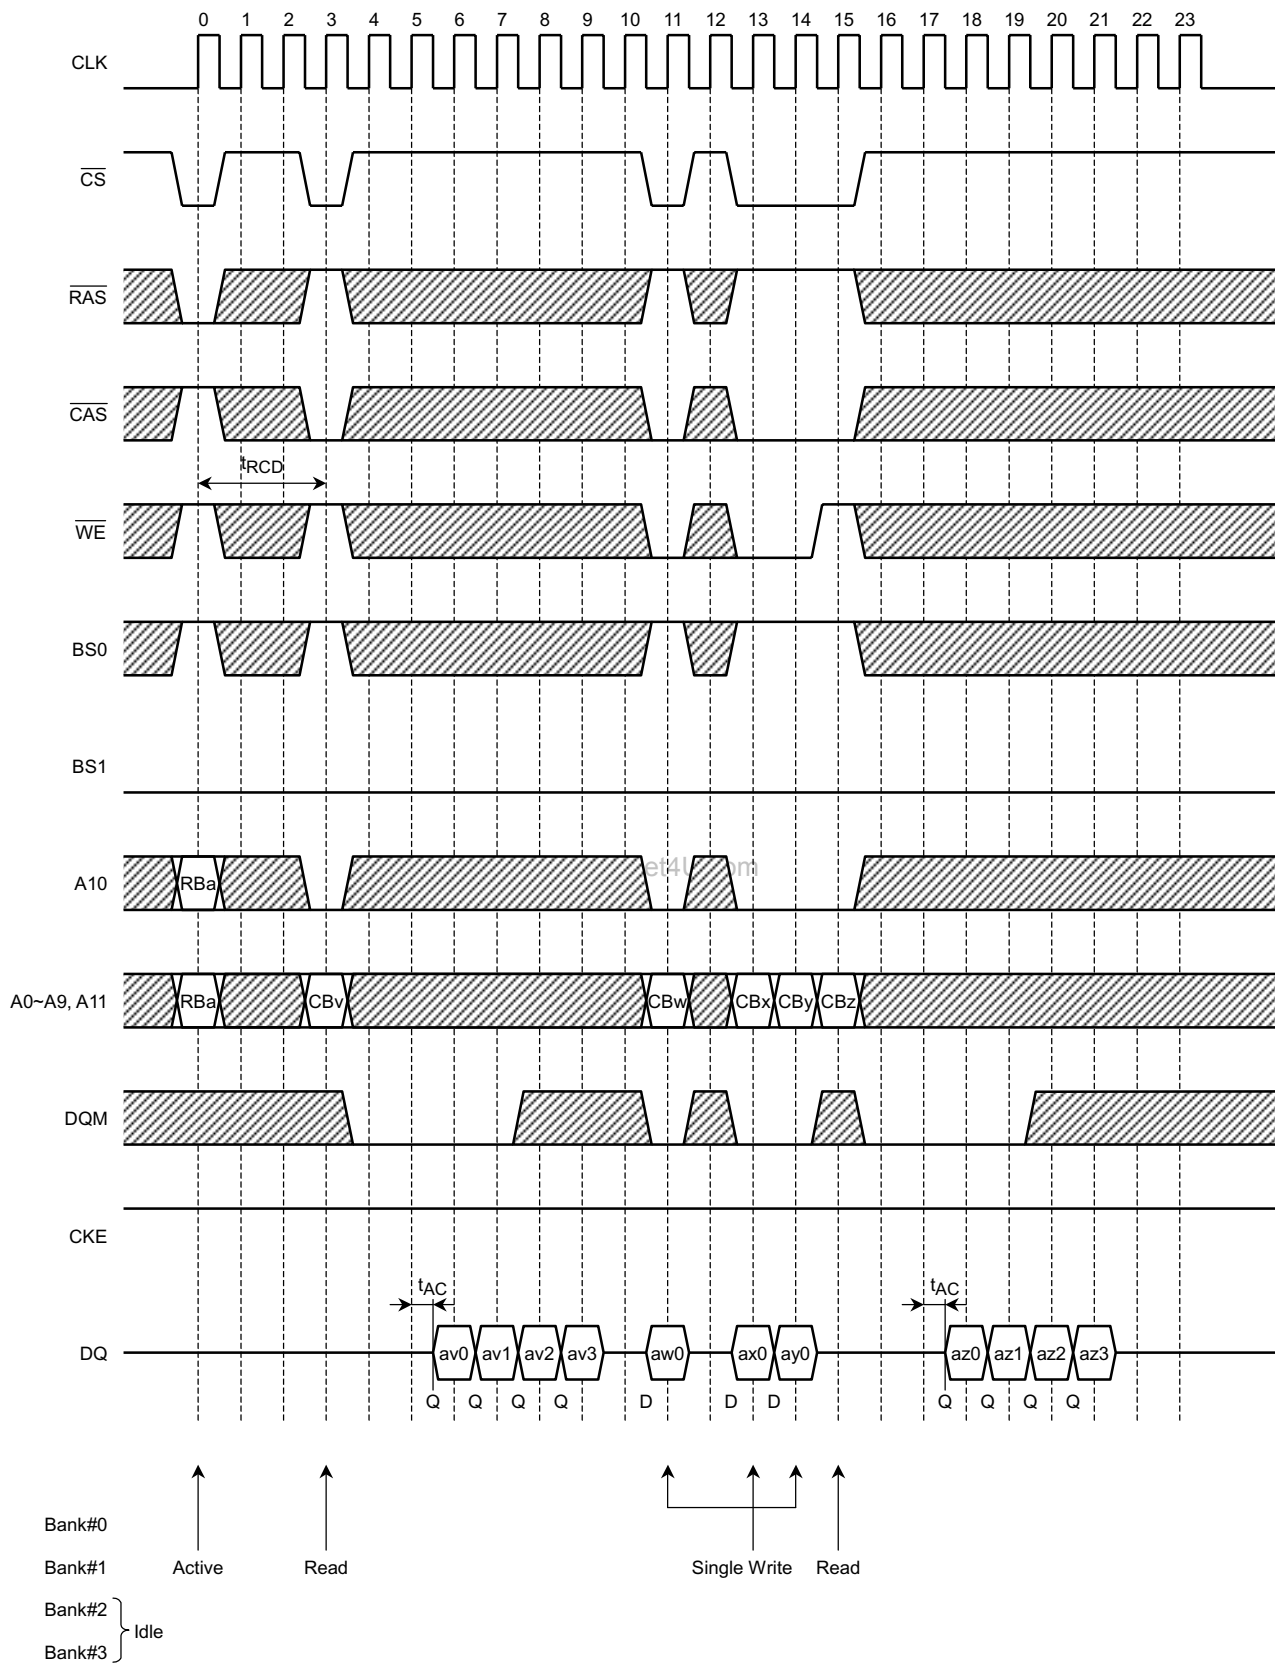 0 1 2 3 4 5 6 7 8 9 10 11 12 13 14 15 16 17 18 19 20 21 22 23
CLK
CS
RAS
CAS
tRCD
WE
BS0
BS1
A10 RBa
A0~A9, A11 RBa CBv CBw CBx CBy CBz
DQM
CKE
tAC tAC
DQ av0 av1 av2 av3 aw0 ax0 ay0 az0 az1 az2 az3
Q Q Q Q D D D Q Q Q Q
Bank#0
Bank#1 Active Read Single Write Read
Bank#2
Idle
Bank#3